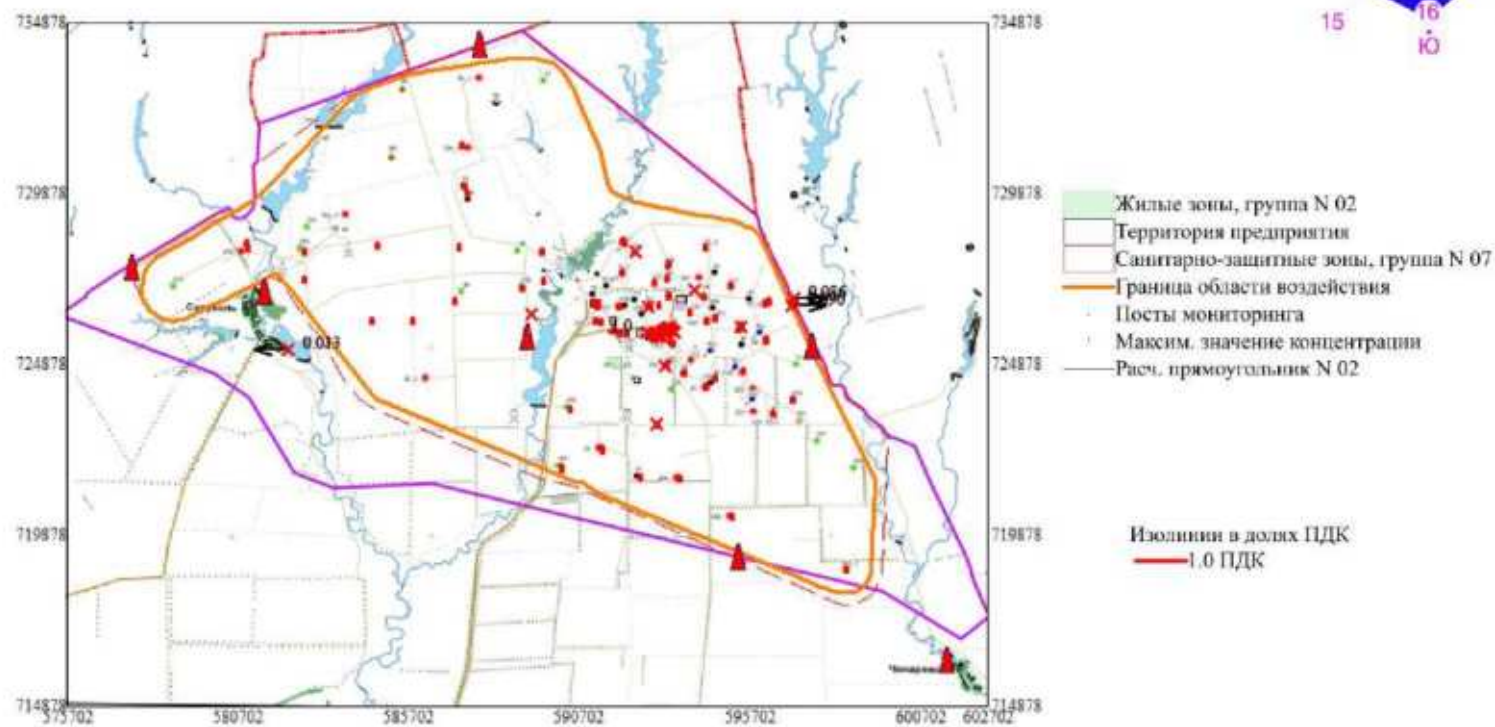 734878
734878
15
16
Ю
729878
729878
724878
724878
719878
719878
714878
714878
575702
580702
585702
590702
595702
600702
602702
0.033
Жилые зоны, группа N 02
Территория предприятия
Санитарно-защитные зоны, группа N 07
Граница области воздействия
Посты мониторинга
Максим. значение концентрации
Расч. прямоугольник N 02
Изолинии в долях ПДК
1.0 ПДК